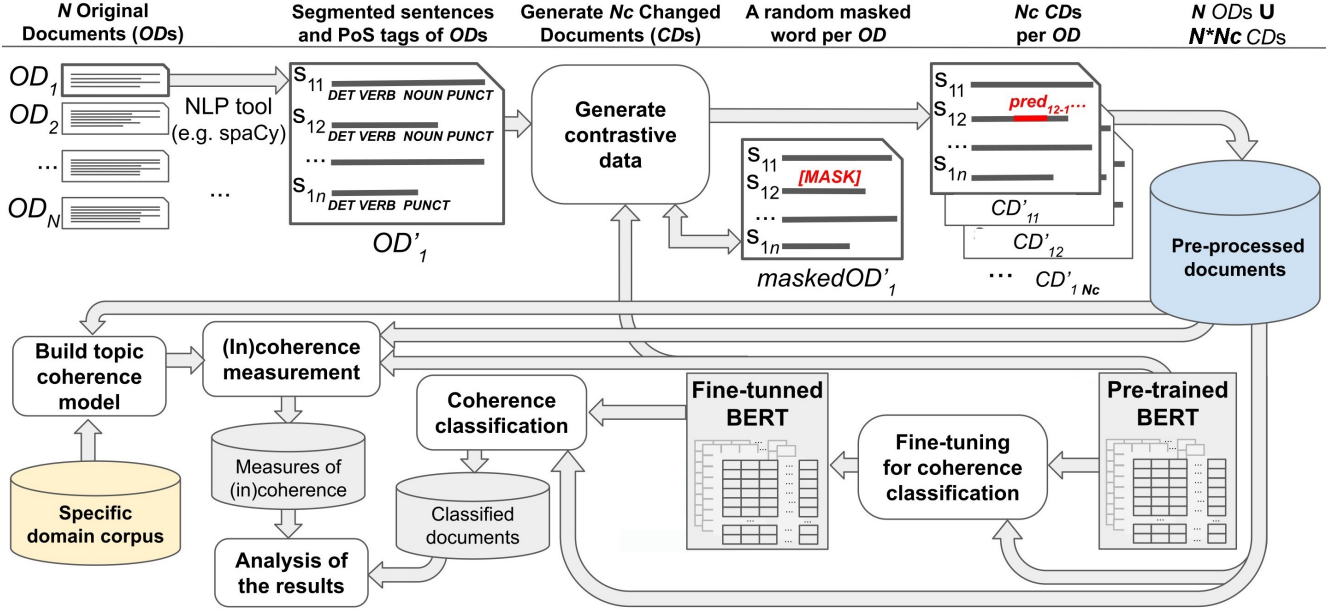 N Original
Documents (ODs)
Segmented sentences
and PoS tags of ODs
Generate Nc Changed
Documents (CDs)
A random masked
word per OD
Nc CDs
per OD
N ODs U
N*Nc CDs
OD1
OD2
...
ODN
NLP tool
(e.g. spaCy)
...
S11
DET VERB NOUN PUNCT
S12
DET VERB NOUN PUNCT
...
S1n
DET VERB PUNCT
OD'1
Generate
contrastive
data
S11
[MASK]
S12
...
S1n
maskedOD'1
S11
pred12-1...
S12
...
S1n
CD'11
CD'12
... CD'1 Nc
Pre-processed
documents
Build topic
coherence
model
(In)coherence
measurement
Coherence
classification
Fine-tunned
BERT
Fine-tuning
for coherence
classification
Pre-trained
BERT
Specific
domain corpus
Measures of
(in)coherence
Classified
documents
Analysis of
the results